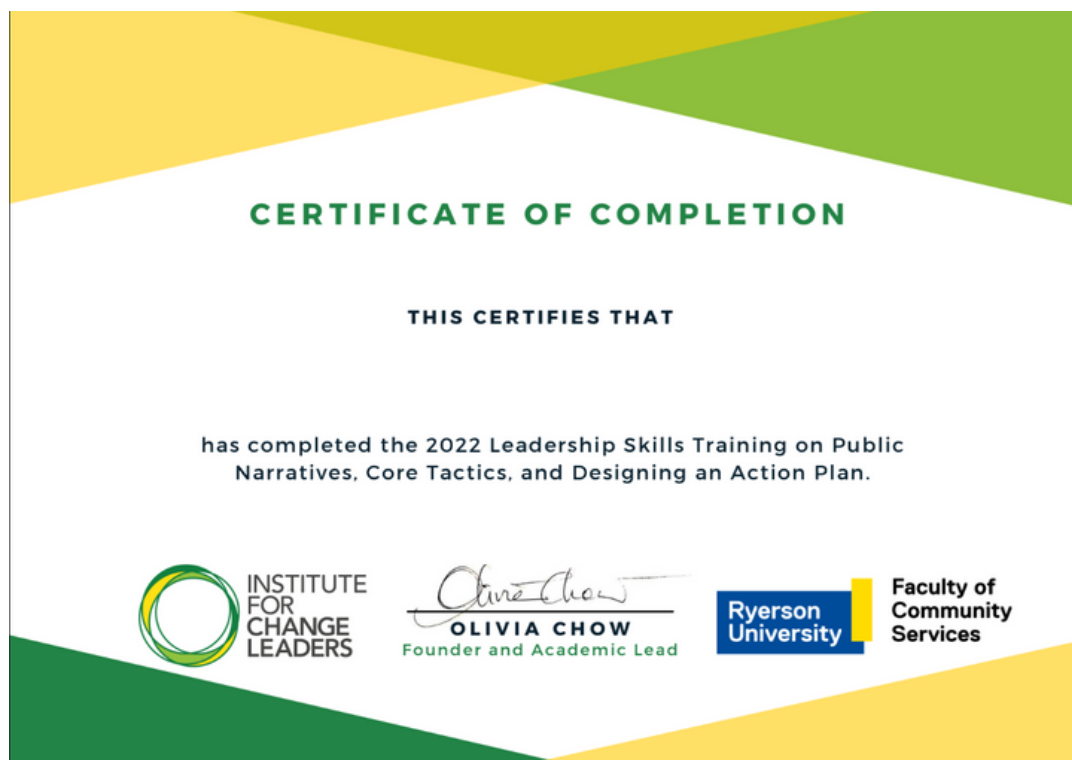 CERTIFICATE OF COMPLETION
THIS CERTIFIES THAT
has completed the 2022 Leadership Skills Training on Public
Narratives, Core Tactics, and Designing an Action Plan.
INSTITUTE
FOR
CHANGE
LEADERS
Olivia Chow
OLIVIA CHOW
Founder and Academic Lead
Ryerson
University
Faculty of
Community
Services